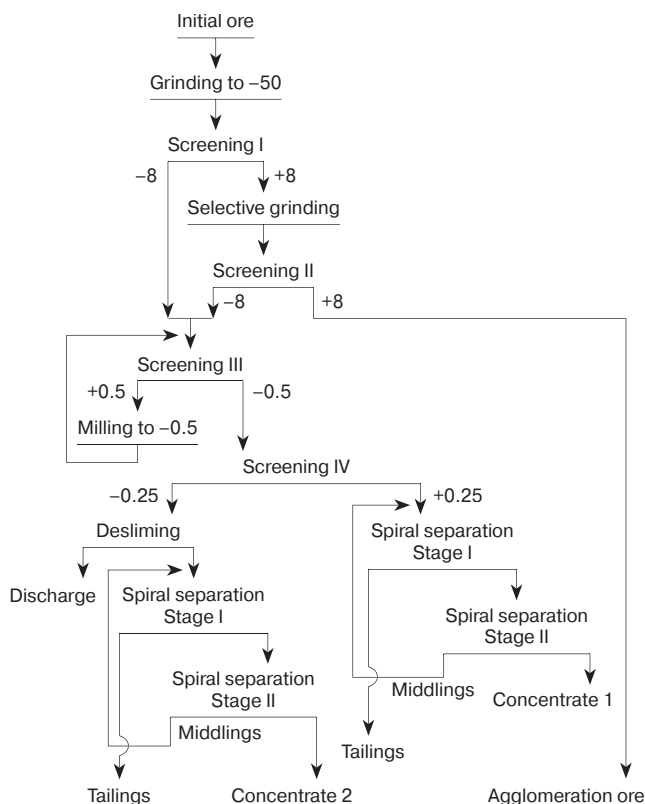 Initial ore
Grinding to –50
Screening I
–8
+8
Selective grinding
Screening II
–8
+8
Screening III
+0.5
–0.5
Milling to –0.5
Screening IV
–0.25
+0.25
Desliming
Spiral separation
Stage I
Discharge
Spiral separation
Stage I
Spiral separation
Stage II
Spiral separation
Stage II
Middlings
Concentrate 1
Middlings
Tailings
Tailings
Concentrate 2
Agglomeration ore